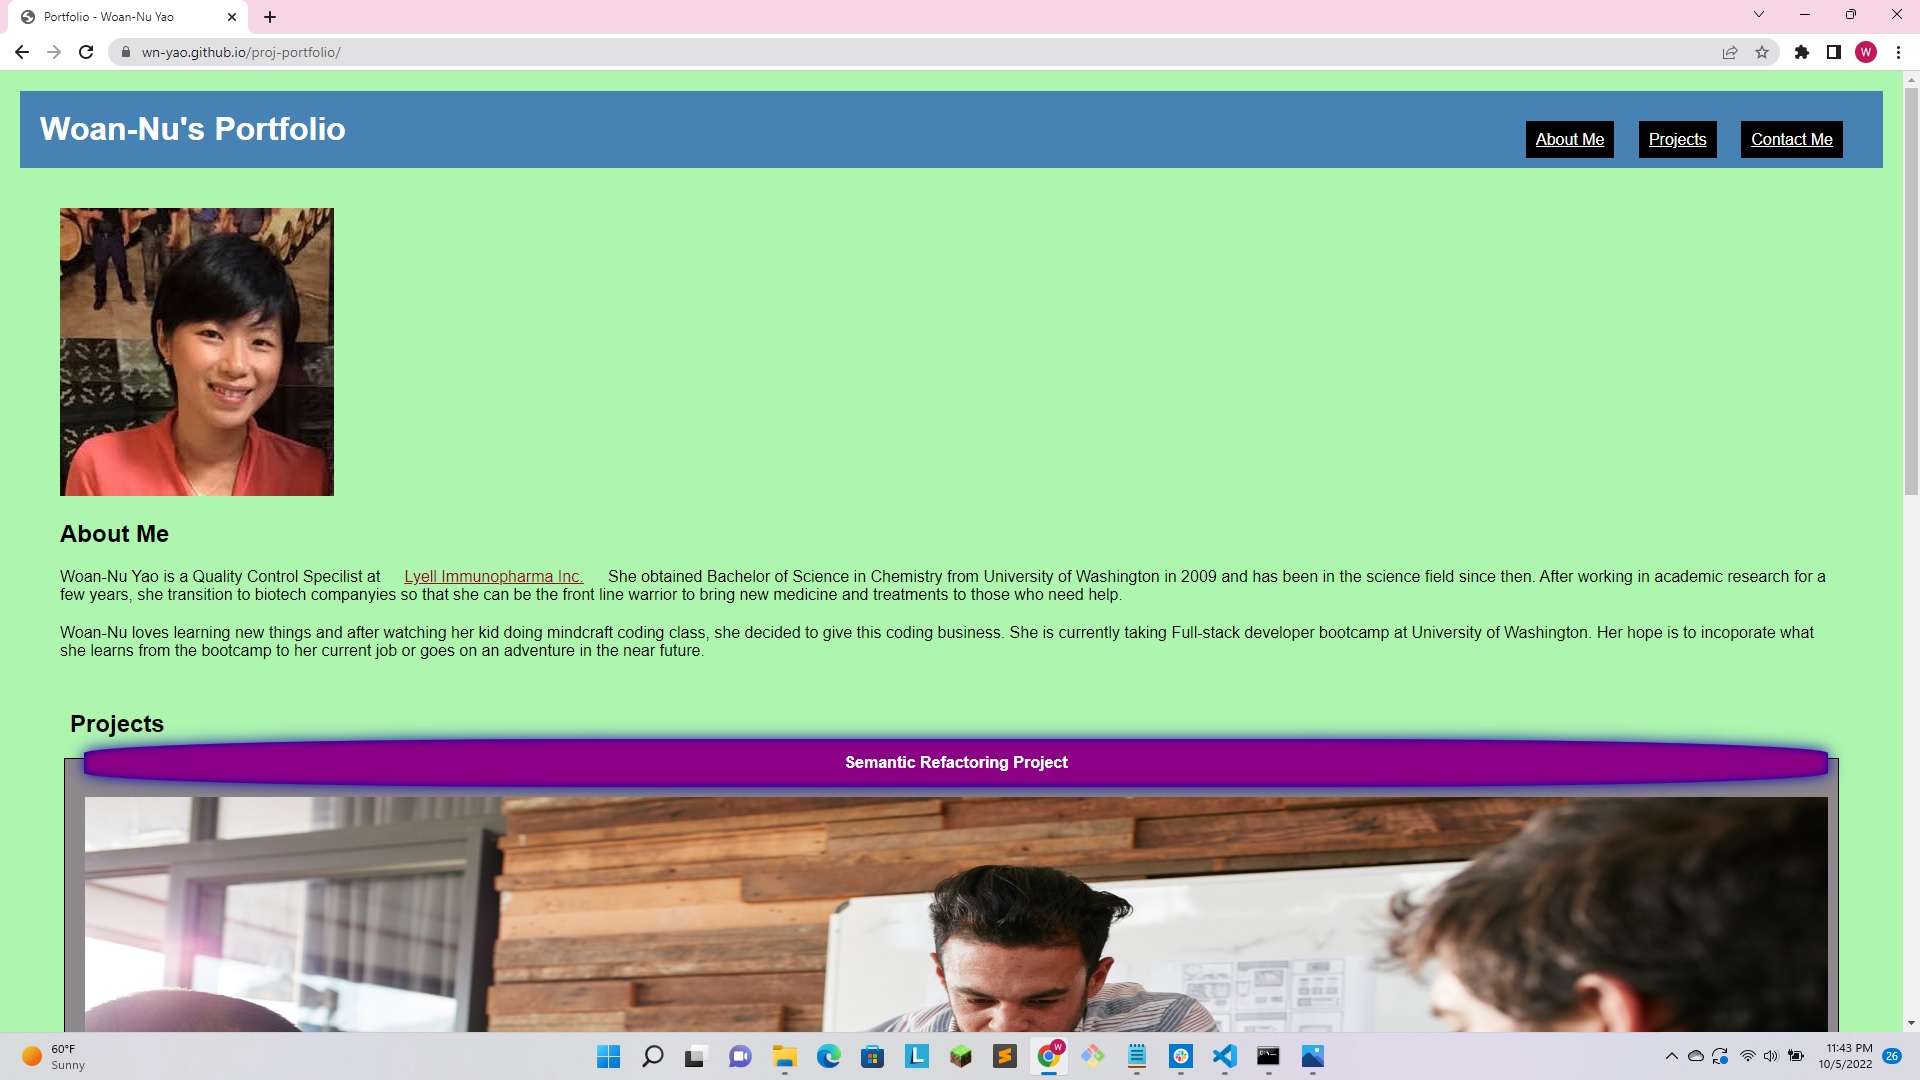 Portfolio - Woan-Nu Yao
wn-yao.github.io/proj-portfolio/
W
Woan-Nu's Portfolio
About Me
Projects
Contact Me
About Me
Woan-Nu Yao is a Quality Control Specilist at Lyell Immunopharma Inc. She obtained Bachelor of Science in Chemistry from University of Washington in 2009 and has been in the science field since then. After working in academic research for a
few years, she transition to biotech companyies so that she can be the front line warrior to bring new medicine and treatments to those who need help.
Woan-Nu loves learning new things and after watching her kid doing mindcraft coding class, she decided to give this coding business. She is currently taking Full-stack developer bootcamp at University of Washington. Her hope is to incoporate what
she learns from the bootcamp to her current job or goes on an adventure in the near future.
Projects
Semantic Refactoring Project
60°F
Sunny
L
S
W
11:43 PM
10/5/2022
26